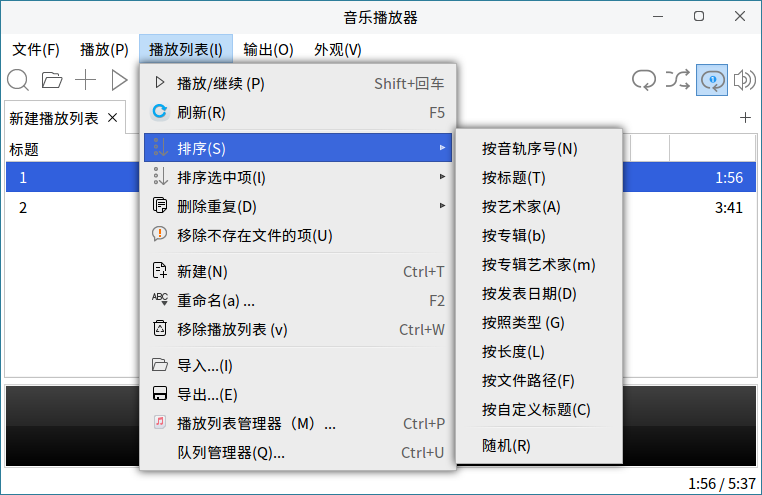 音乐播放器
文件(F) 播放(P) 播放列表(l) 输出(O) 外观(V)
新建播放列表
标题
1 1:56
2 3:41
播放/继续 (P) Shift+回车
刷新(R) F5
排序(S)
排序选中项(l)
删除重复(D)
移除不存在文件的项(U)
新建(N) Ctrl+T
重命名(a) ... F2
移除播放列表 (v) Ctrl+W
导入...(I)
导出...(E)
播放列表管理器（M）... Ctrl+P
队列管理器(Q)... Ctrl+U
按音轨序号(N)
按标题(T)
按艺术家(A)
按专辑(b)
按专辑艺术家(m)
按发表日期(D)
按照类型 (G)
按长度(L)
按文件路径(F)
按自定义标题(C)
随机(R)
1:56 / 5:37